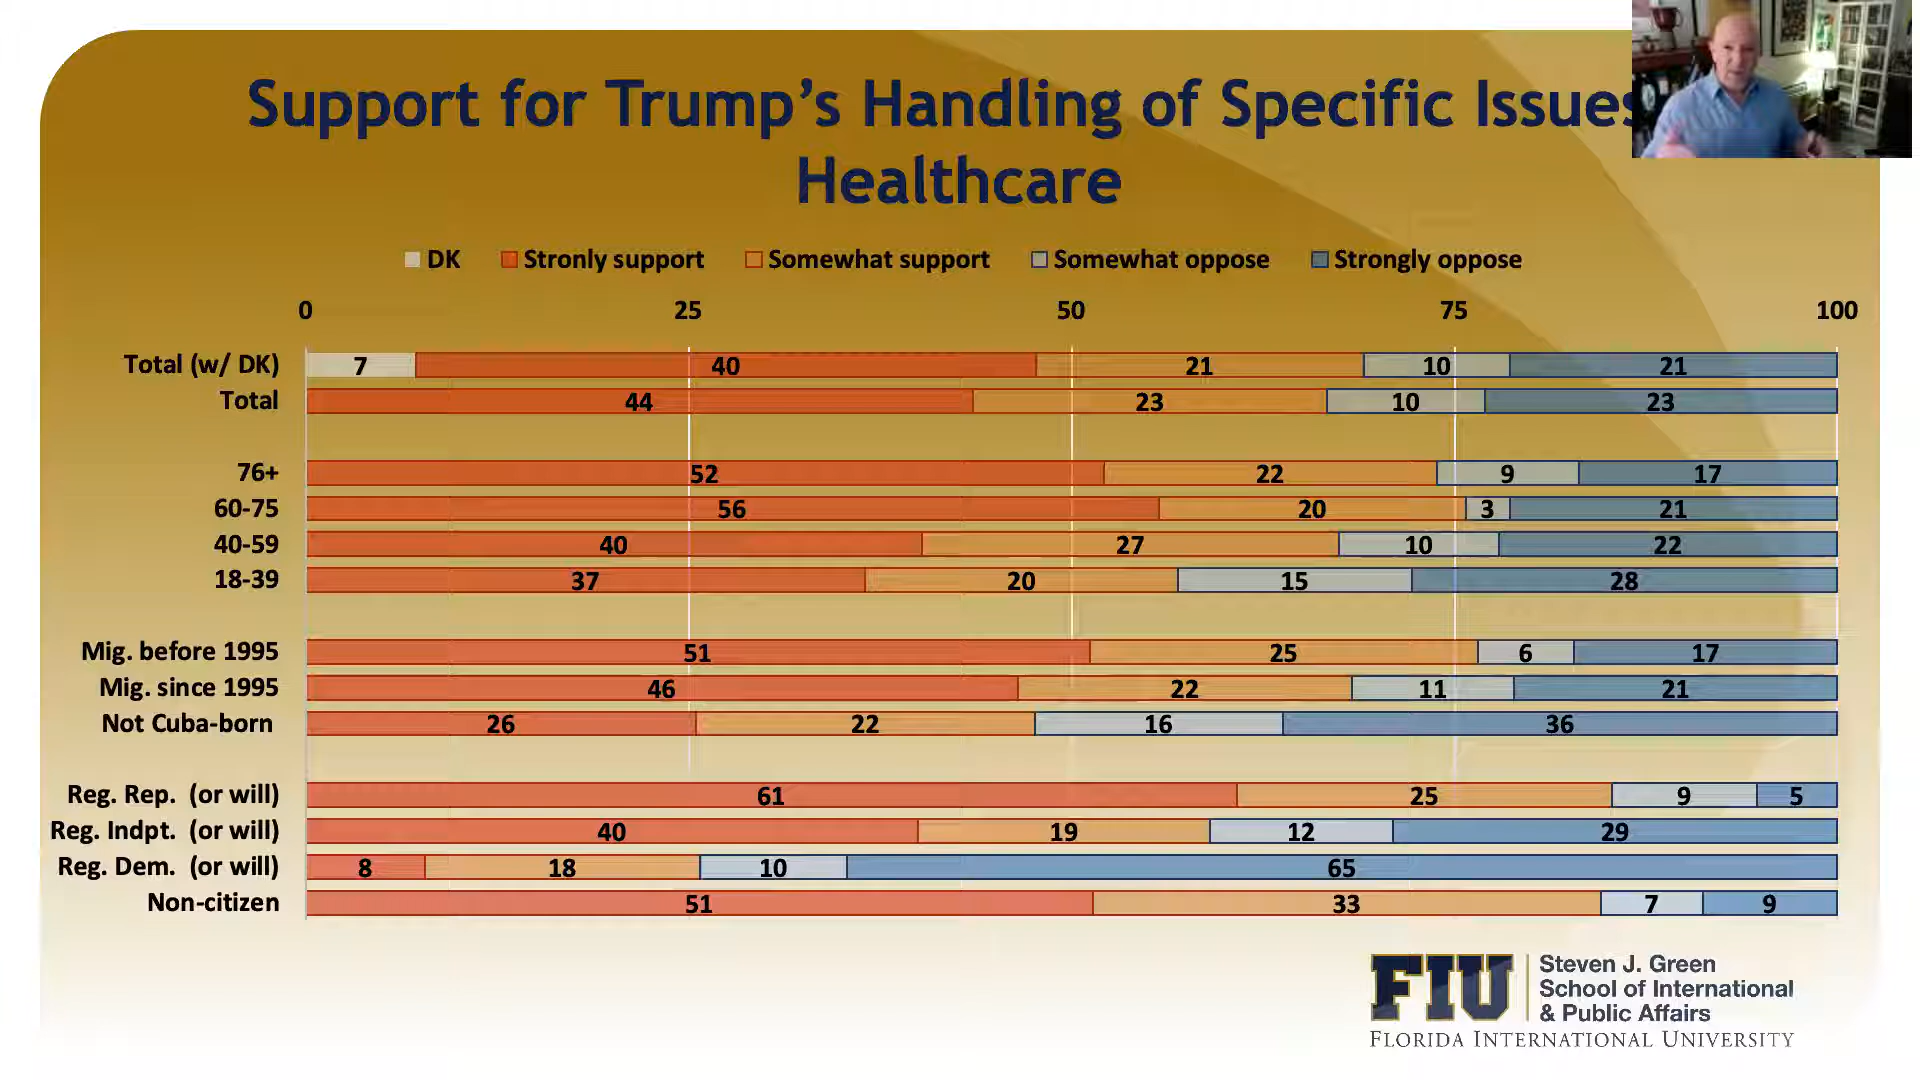 Support for Trump’s Handling of Specific Issues
Healthcare
DK Stronly support Somewhat support Somewhat oppose Strongly oppose
0 25 50 75 100
Total (w/ DK) 7 40 21 10 21
Total 44 23 10 23
76+ 52 22 9 17
60-75 56 20 3 21
40-59 40 27 10 22
18-39 37 20 15 28
Mig. before 1995 51 25 6 17
Mig. since 1995 46 22 11 21
Not Cuba-born 26 22 16 36
Reg. Rep. (or will) 61 25 9 5
Reg. Indpt. (or will) 40 19 12 29
Reg. Dem. (or will) 8 18 10 65
Non-citizen 51 33 7 9
FIU
Steven J. Green
School of International
& Public Affairs
FLORIDA INTERNATIONAL UNIVERSITY